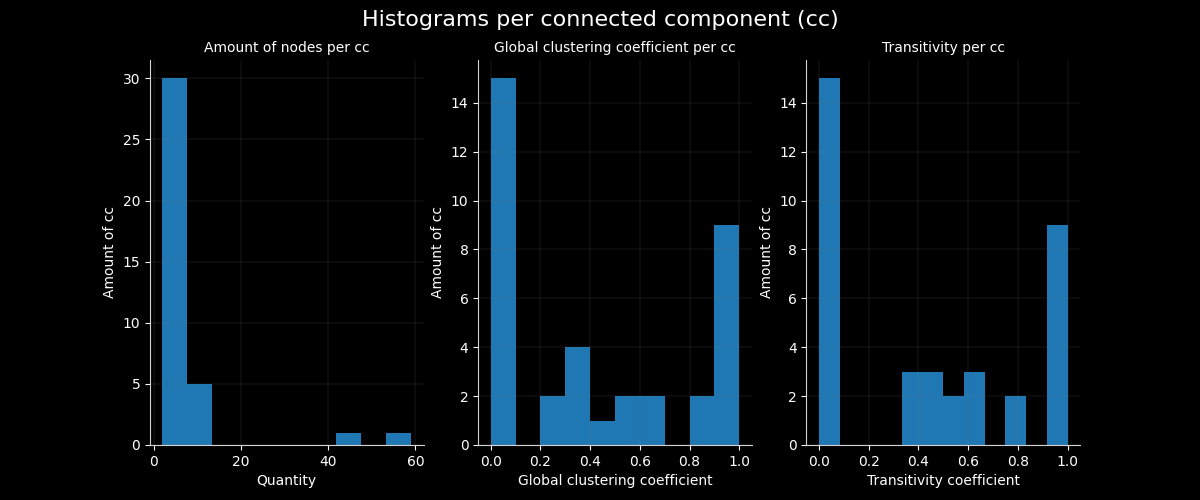 Histograms per connected component (cc)
Amount of nodes per cc
Global clustering coefficient per cc
Transitivity per cc
30
25
20
15
10
5
0
Amount of cc
0 20 40 60
Quantity
14
12
10
8
6
4
2
0
Amount of cc
0.0 0.2 0.4 0.6 0.8 1.0
Global clustering coefficient
14
12
10
8
6
4
2
0
Amount of cc
0.0 0.2 0.4 0.6 0.8 1.0
Transitivity coefficient